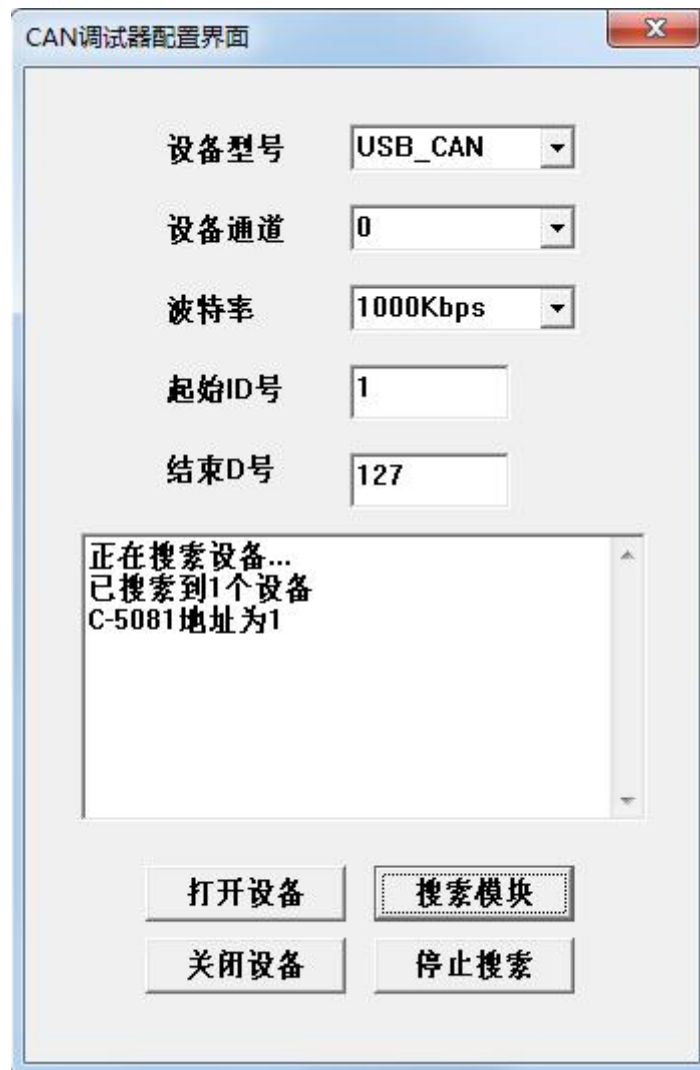 CAN调试器配置界面
设备型号 USB_CAN
设备通道 0
波特率 1000Kbps
起始ID号 1
结束D号 127
正在搜索设备...
已搜索到1个设备
C-5081地址为1
打开设备 搜索模块
关闭设备 停止搜索